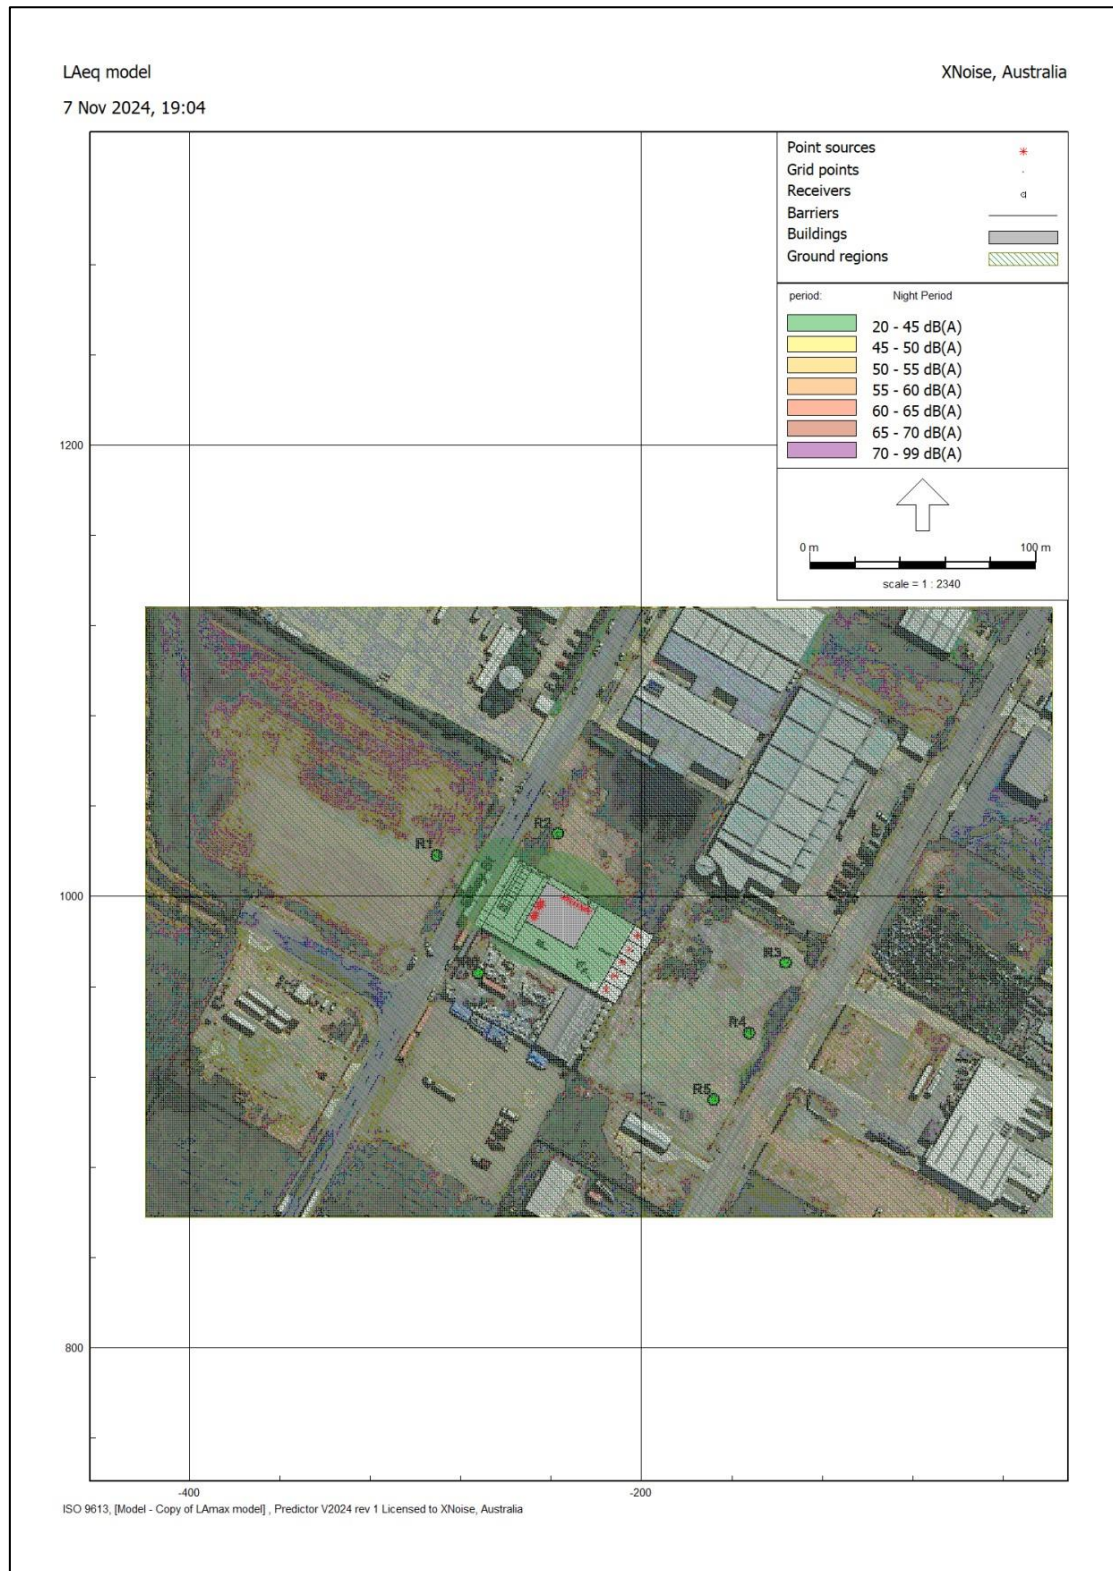 LAeq model
XNoise, Australia
7 Nov 2024, 19:04
Point sources
Grid points
Receivers
Barriers
Buildings
Ground regions
period: Night Period
20 - 45 dB(A)
45 - 50 dB(A)
50 - 55 dB(A)
55 - 60 dB(A)
60 - 65 dB(A)
65 - 70 dB(A)
70 - 99 dB(A)
0 m 100 m
scale = 1 : 2340
1200
R2
R1
1000
R3
R4
R5
800
-400 -200
ISO 9613, [Model - Copy of LAmax model] , Predictor V2024 rev 1 Licensed to XNoise, Australia